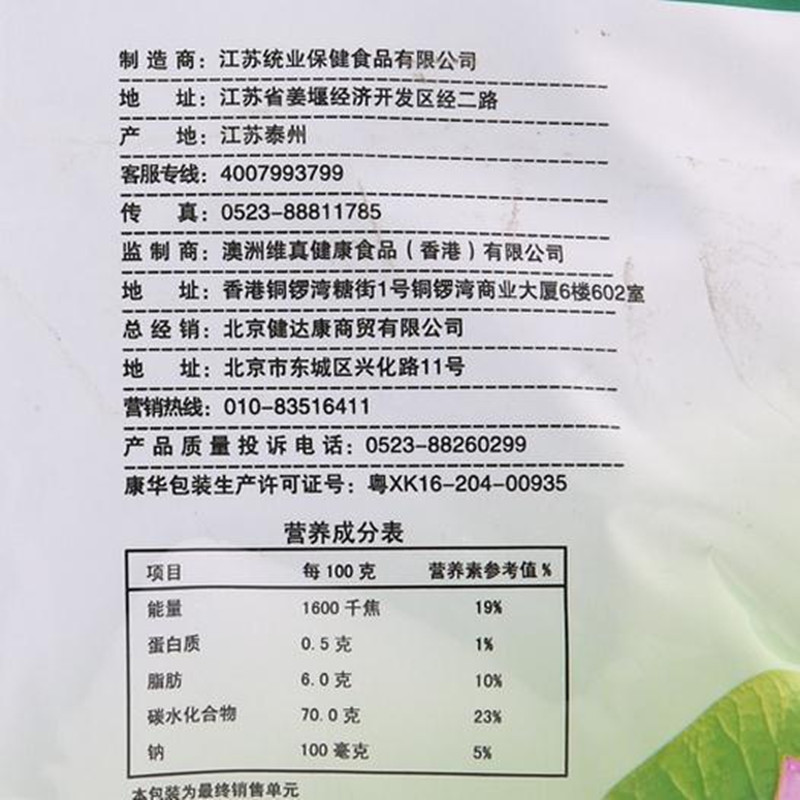 制造商：江苏统业保健食品有限公司
地　址：江苏省姜堰经济开发区经二路
产　地：江苏泰州
客服专线：4007993799
传　真：0523-88811785
监制商：澳洲维真健康食品（香港）有限公司
地　址：香港铜锣湾糖街1号铜锣湾商业大厦6楼602室
总经销：北京健达康商贸有限公司
地　址：北京市东城区兴化路11号
营销热线：010-83516411
产品质量投诉电话：0523-88260299
康华包装生产许可证号：粤XK16-204-00935
营养成分表
项目 每100克 营养素参考值%
能量 1600千焦 19%
蛋白质 0.5克 1%
脂肪 6.0克 10%
碳水化合物 70.0克 23%
钠 100毫克 5%
本包装为最终销售单元